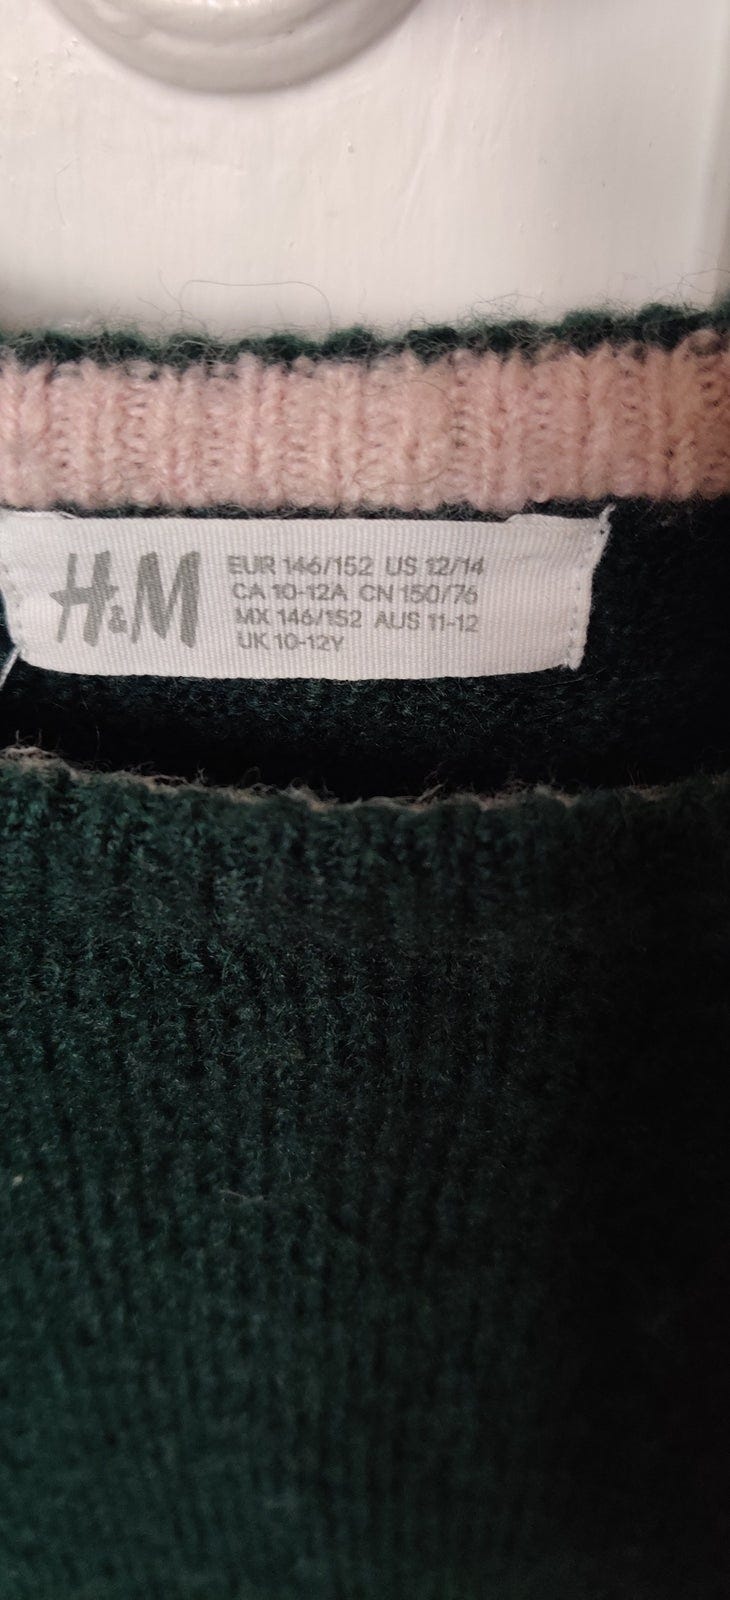 H&M
EUR 146/152 US 12/14
CA 10-12A CN 150/76
MX 146/152 AUS 11-12
UK 10-12Y